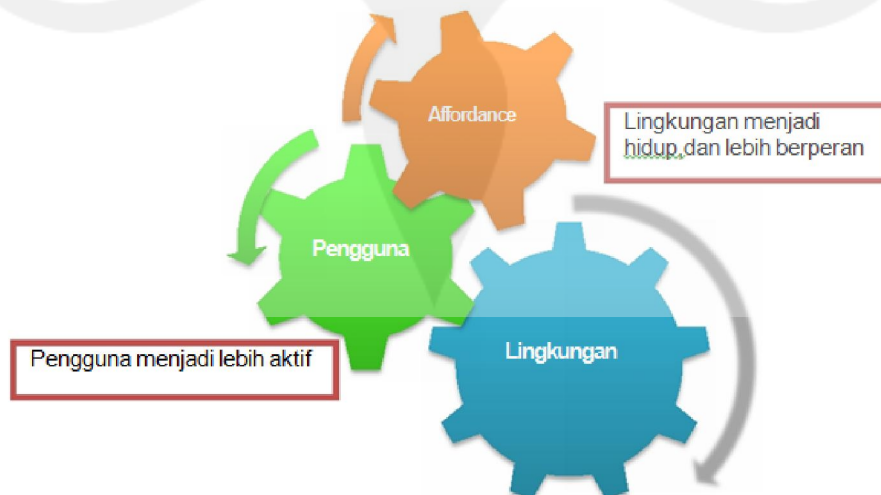 Affordance
Lingkungan menjadi
hidup,dan lebih berperan
Pengguna
Lingkungan
Pengguna menjadi lebih aktif